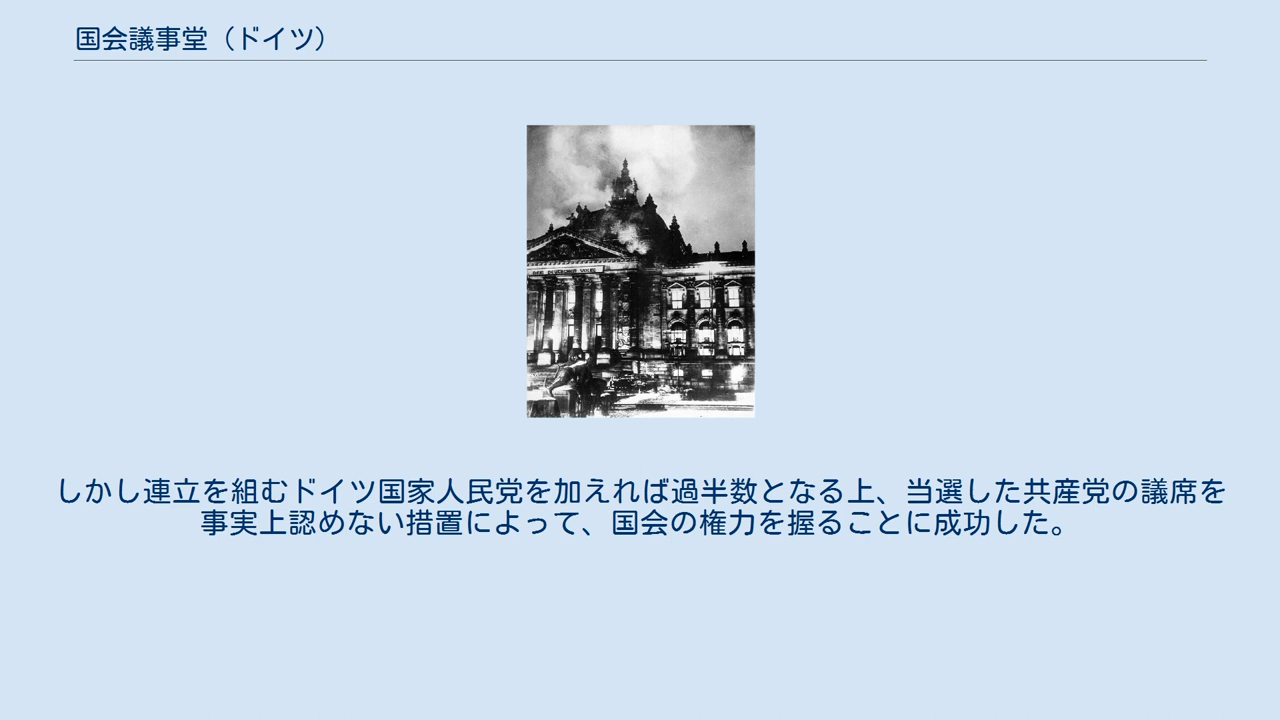 国会議事堂（ドイツ）
DEM DEUTSCHEN VOLKE
しかし連立を組むドイツ国家人民党を加えれば過半数となる上、当選した共産党の議席を
事実上認めない措置によって、国会の権力を握ることに成功した。